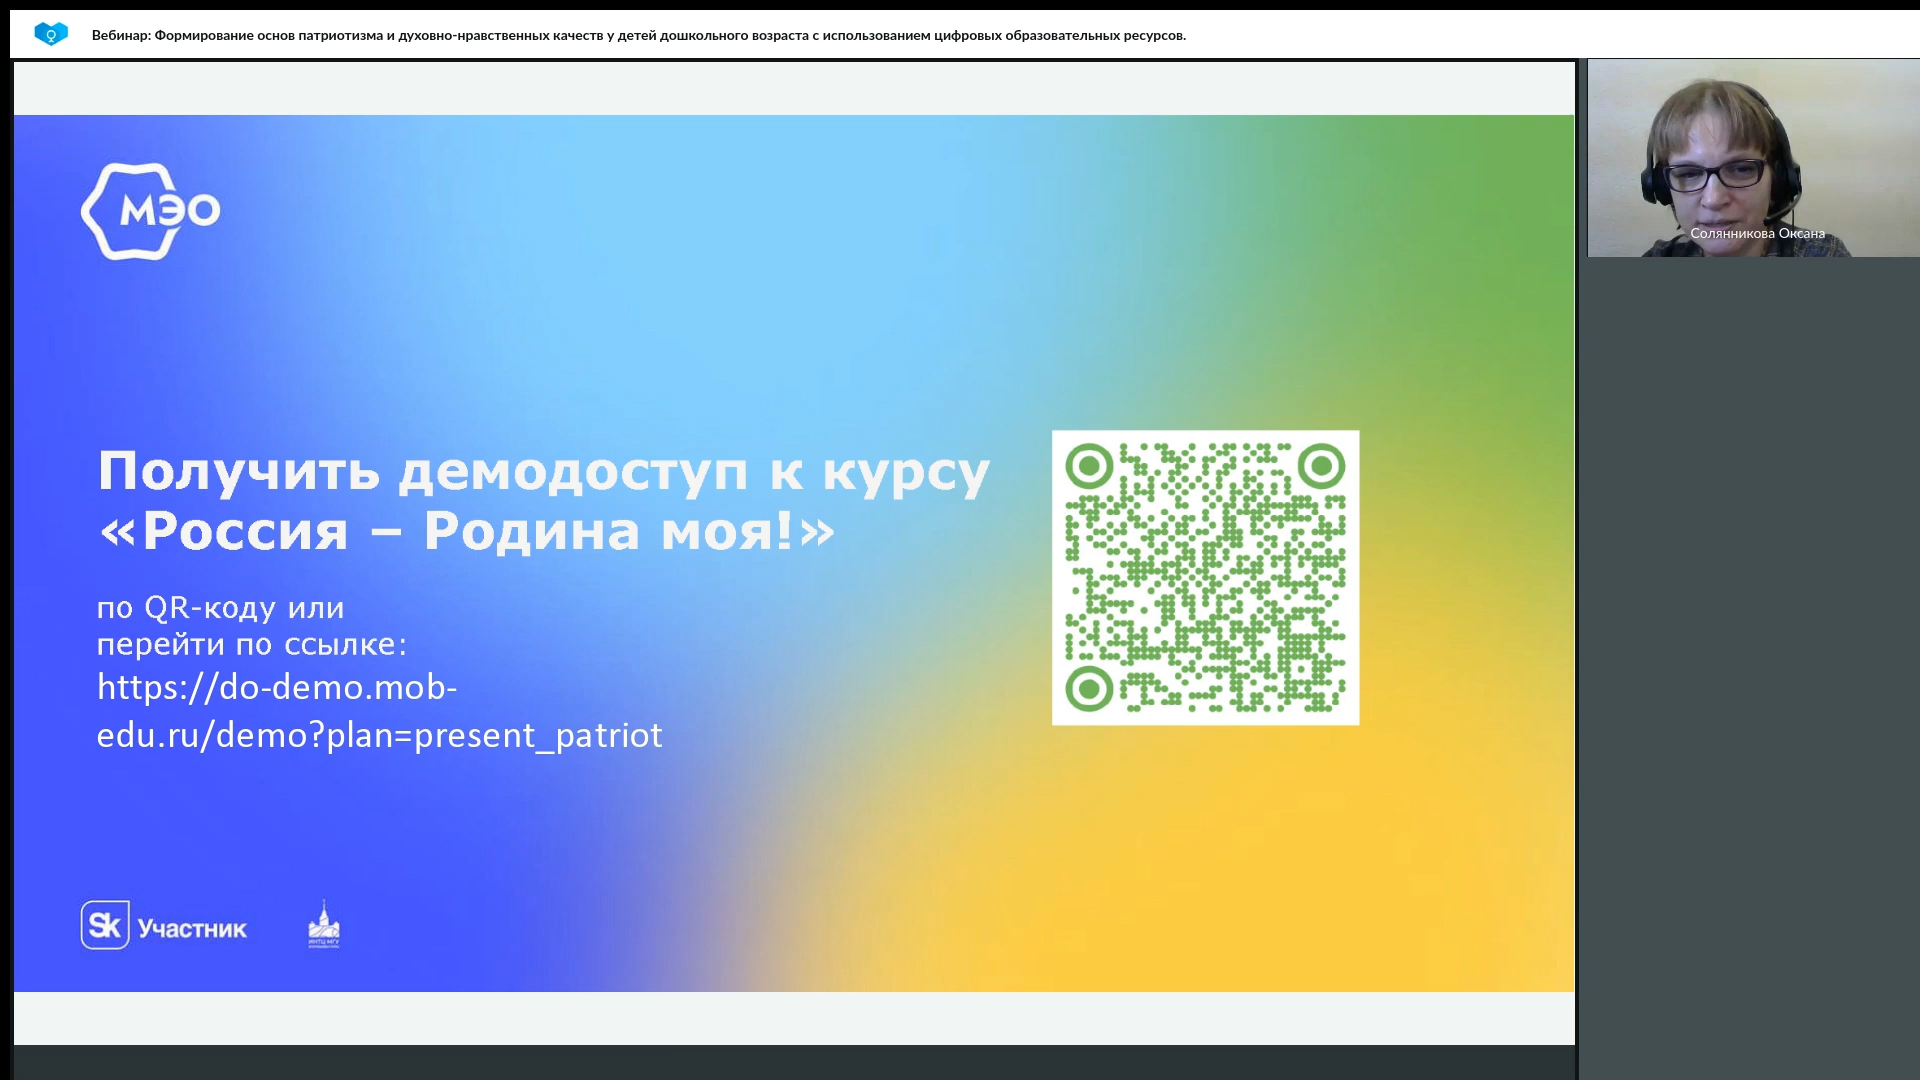 Вебинар: Формирование основ патриотизма и духовно-нравственных качеств у детей дошкольного возраста с использованием цифровых образовательных ресурсов.
Солянникова Оксана
МЭО
Получить демодоступ к курсу
«Россия – Родина моя!»
по QR-коду или
перейти по ссылке:
https://do-demo.mob-
edu.ru/demo?plan=present_patriot
Sk Участник
ИНТЦ МГУ